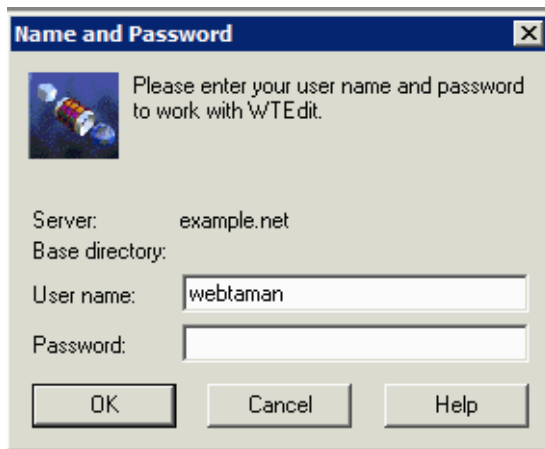 Name and Password
Please enter your user name and password
to work with WTEdit.
Server: example.net
Base directory:
User name: webtaman
Password:
OK Cancel Help